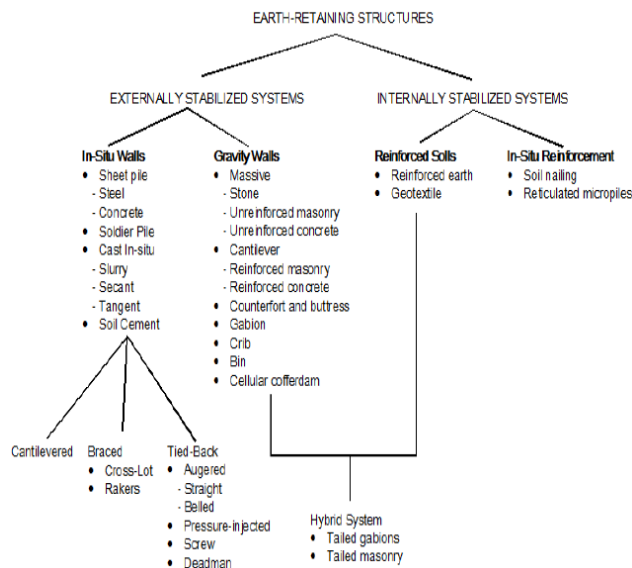 EARTH-RETAINING STRUCTURES
EXTERNALLY STABILIZED SYSTEMS
INTERNALLY STABILIZED SYSTEMS
In-Situ Walls
• Sheet pile
- Steel
- Concrete
• Soldier Pile
• Cast In-situ
- Slurry
- Secant
- Tangent
• Soil Cement
Gravity Walls
• Massive
- Stone
- Unreinforced masonry
- Unreinforced concrete
• Cantilever
- Reinforced masonry
- Reinforced concrete
• Counterfort and buttress
• Gabion
• Crib
• Bin
• Cellular cofferdam
Reinforced Soils
• Reinforced earth
• Geotextile
In-Situ Reinforcement
• Soil nailing
• Reticulated micropiles
Cantilevered
Braced
• Cross-Lot
• Rakers
Tied-Back
• Augered
- Straight
- Belled
• Pressure-injected
• Screw
• Deadman
Hybrid System
• Tailed gabions
• Tailed masonry